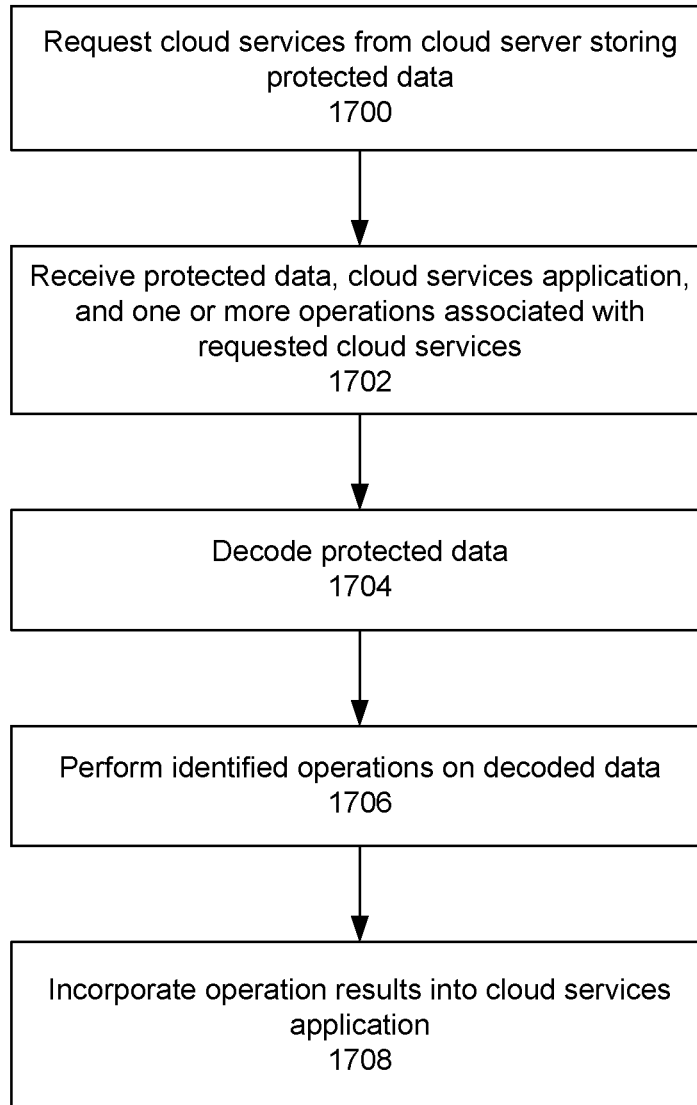 Request cloud services from cloud server storing
protected data
1700
Receive protected data, cloud services application,
and one or more operations associated with
requested cloud services
1702
Decode protected data
1704
Perform identified operations on decoded data
1706
Incorporate operation results into cloud services
application
1708